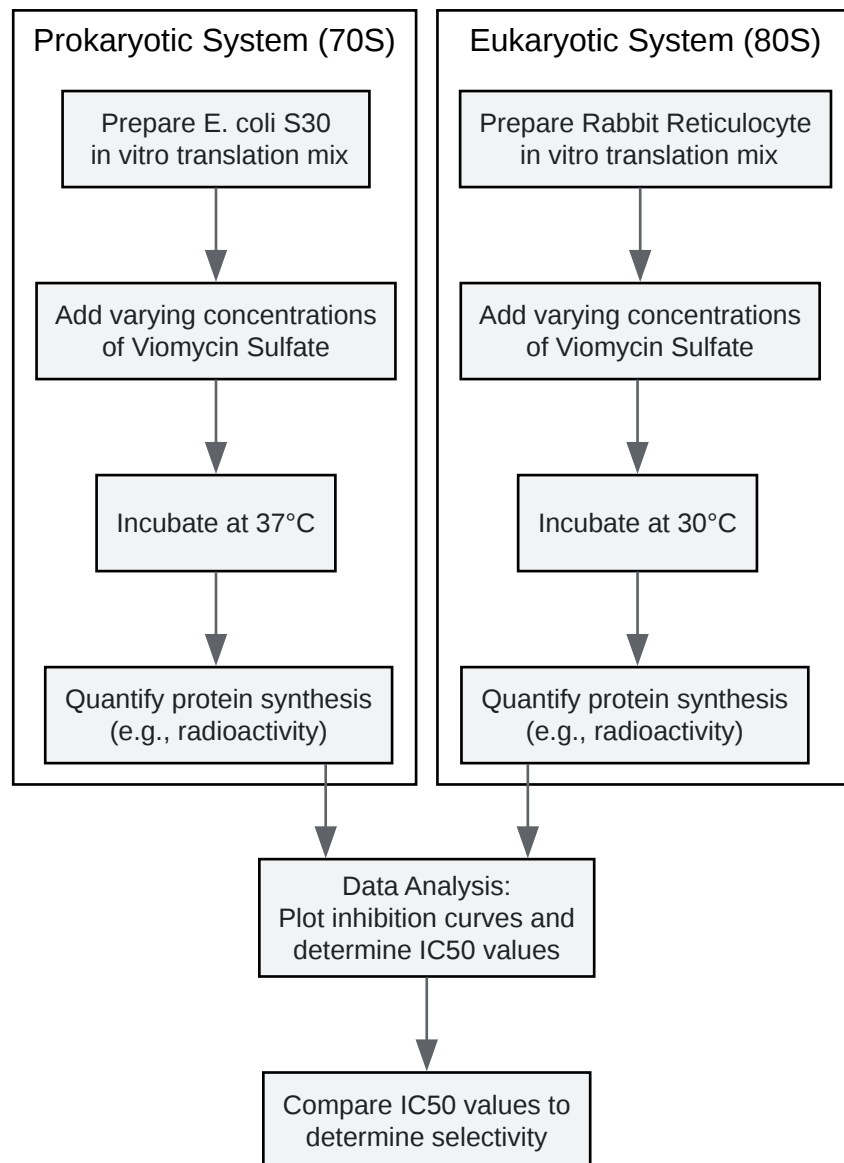 Prokaryotic System (70S)
Prepare E. coli S30
in vitro translation mix
Add varying concentrations
of Viomycin Sulfate
Incubate at 37°C
Quantify protein synthesis
(e.g., radioactivity)
Eukaryotic System (80S)
Prepare Rabbit Reticulocyte
in vitro translation mix
Add varying concentrations
of Viomycin Sulfate
Incubate at 30°C
Quantify protein synthesis
(e.g., radioactivity)
Data Analysis:
Plot inhibition curves and
determine IC50 values
Compare IC50 values to
determine selectivity